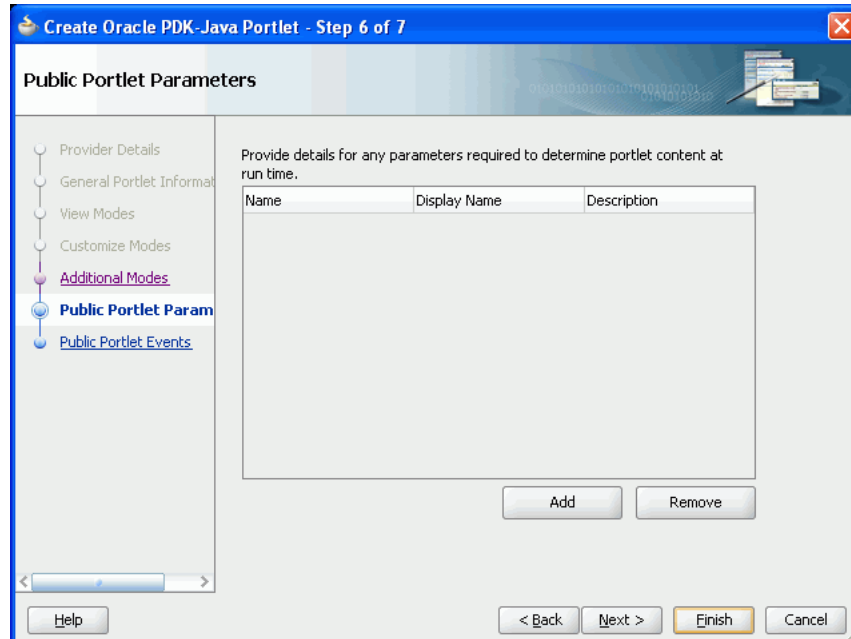 Create Oracle PDK-Java Portlet - Step 6 of 7
Public Portlet Parameters
Provider Details
General Portlet Informat
View Modes
Customize Modes
Additional Modes
Public Portlet Param
Public Portlet Events
Provide details for any parameters required to determine portlet content at
run time.
Name Display Name Description
Add Remove
Help < Back Next > Finish Cancel